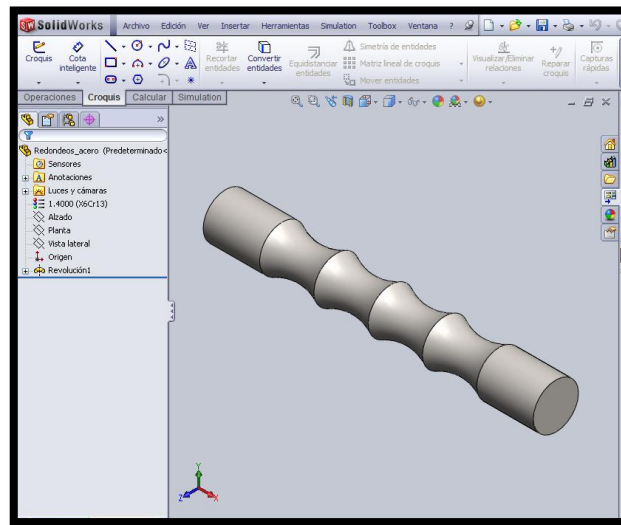 SolidWorks Archivo Edición Ver Insertar Herramientas Simulation Toolbox Ventana ?
Croquis Cota inteligente Recortar entidades Convertir entidades Equidistanciar entidades Simetría de entidades Matriz lineal de croquis Mover entidades Visualizar/Eliminar relaciones Reparar croquis Capturas rápidas
Operaciones Croquis Calcular Simulation
Redondeos_acero (Predeterminado<
Sensores
Anotaciones
Luces y cámaras
1.4000 (X6Cr13)
Alzado
Planta
Vista lateral
Origen
Revolución1
Y
Z X